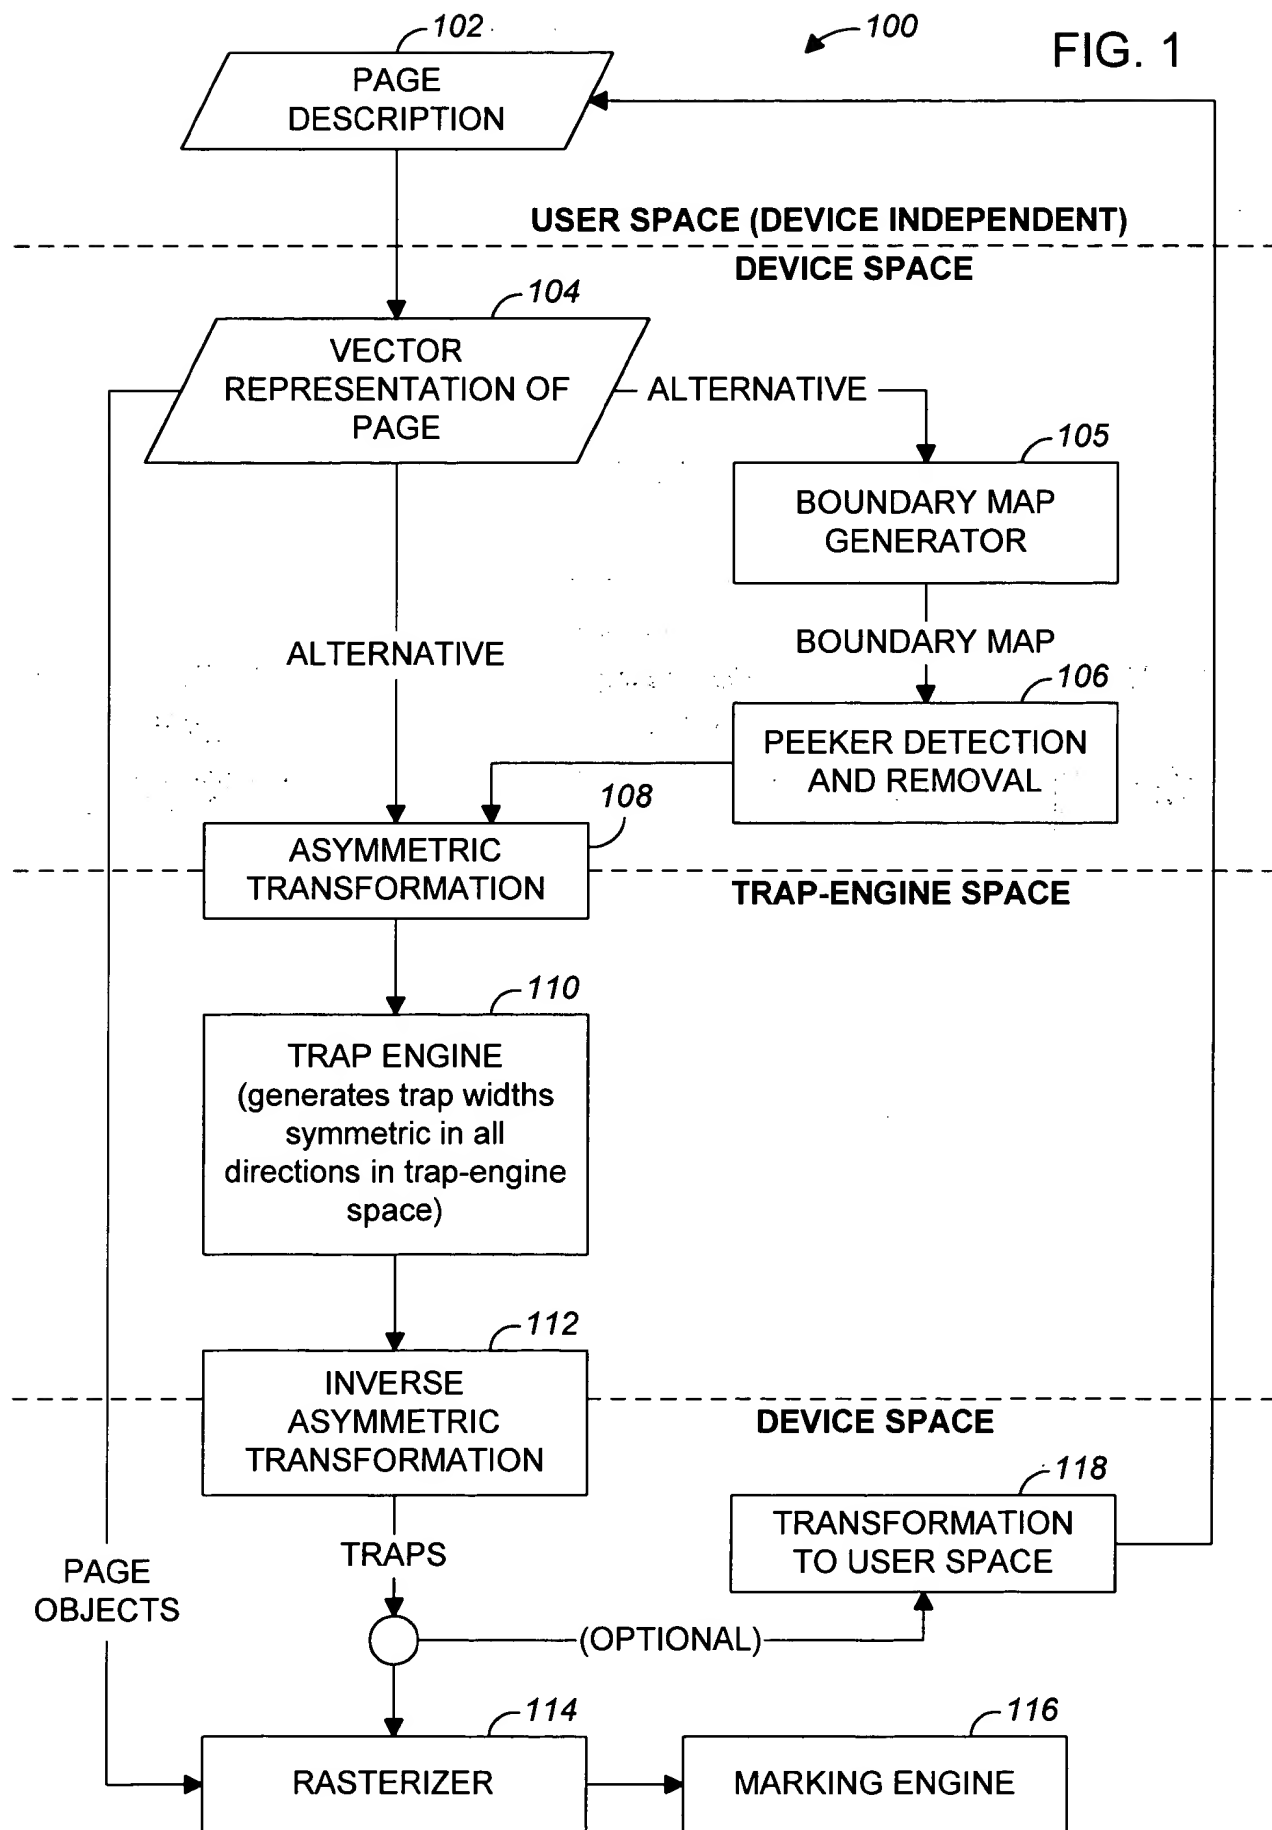 102
100
FIG. 1
PAGE
DESCRIPTION
USER SPACE (DEVICE INDEPENDENT)
DEVICE SPACE
104
VECTOR
REPRESENTATION OF
PAGE
ALTERNATIVE
105
BOUNDARY MAP
GENERATOR
BOUNDARY MAP
ALTERNATIVE
106
PEEKER DETECTION
AND REMOVAL
108
ASYMMETRIC
TRANSFORMATION
TRAP-ENGINE SPACE
110
TRAP ENGINE
(generates trap widths
symmetric in all
directions in trap-engine
space)
112
INVERSE
ASYMMETRIC
TRANSFORMATION
DEVICE SPACE
118
TRANSFORMATION
TO USER SPACE
TRAPS
PAGE
OBJECTS
(OPTIONAL)
114
RASTERIZER
116
MARKING ENGINE